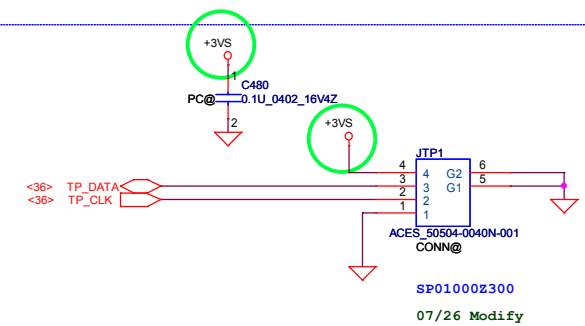 +3VS
1
C480
PC@
0.1U_0402_16V4Z
2
+3VS
JTP1
4 4 G2 6
<36> TP_DATA 3 3 G1 5
<36> TP_CLK 2 2
1 1
ACES_50504-0040N-001
CONN@
SP01000Z300
07/26 Modify